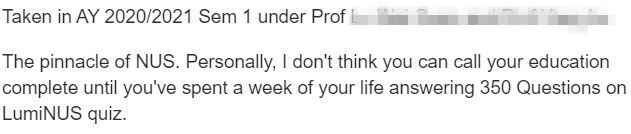 Taken in AY 2020/2021 Sem 1 under Prof
The pinnacle of NUS. Personally, I don't think you can call your education
complete until you've spent a week of your life answering 350 Questions on
LumiNUS quiz.